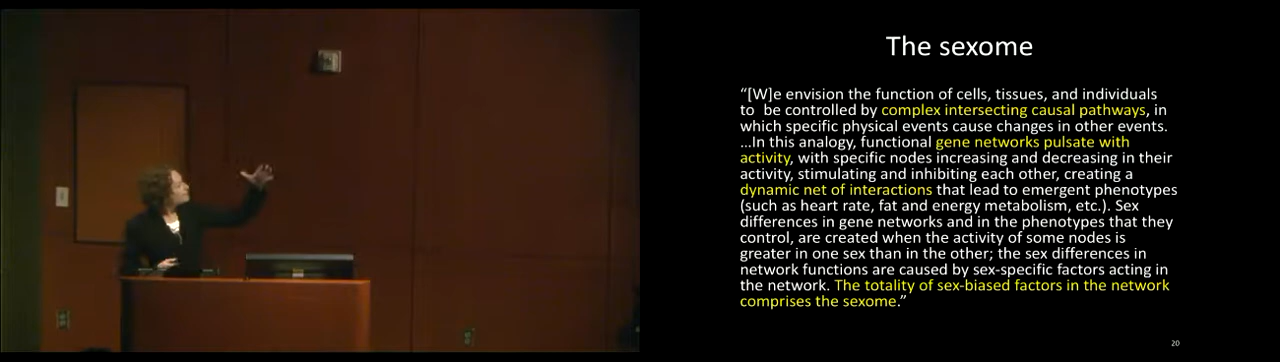 The sexome
“[W]e envision the function of cells, tissues, and individuals
to be controlled by complex intersecting causal pathways, in
which specific physical events cause changes in other events.
…In this analogy, functional gene networks pulsate with
activity, with specific nodes increasing and decreasing in their
activity, stimulating and inhibiting each other, creating a
dynamic net of interactions that lead to emergent phenotypes
(such as heart rate, fat and energy metabolism, etc.). Sex
differences in gene networks and in the phenotypes that they
control, are created when the activity of some nodes is
greater in one sex than in the other; the sex differences in
network functions are caused by sex-specific factors acting in
the network. The totality of sex-biased factors in the network
comprises the sexome.”
20